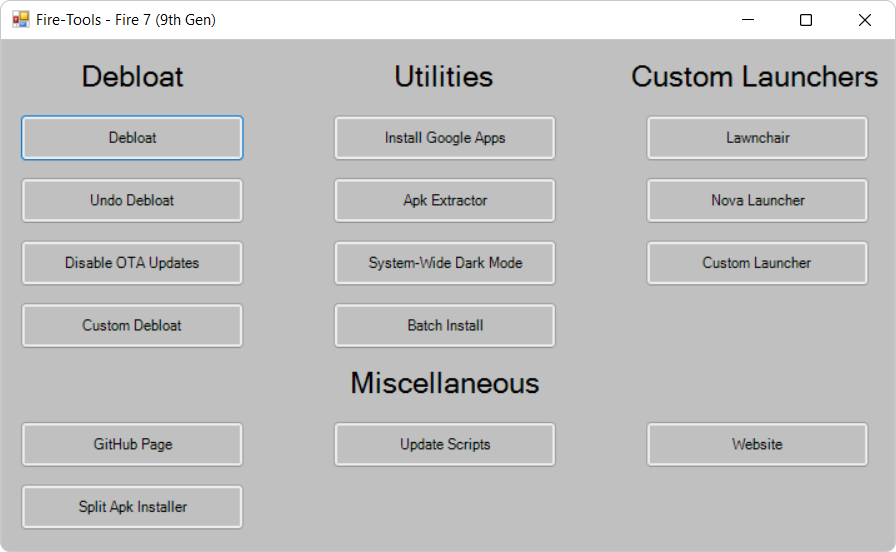 Fire-Tools - Fire 7 (9th Gen)
Debloat
Utilities
Custom Launchers
Debloat
Install Google Apps
Lawnchair
Undo Debloat
Apk Extractor
Nova Launcher
Disable OTA Updates
System-Wide Dark Mode
Custom Launcher
Custom Debloat
Batch Install
Miscellaneous
GitHub Page
Update Scripts
Website
Split Apk Installer